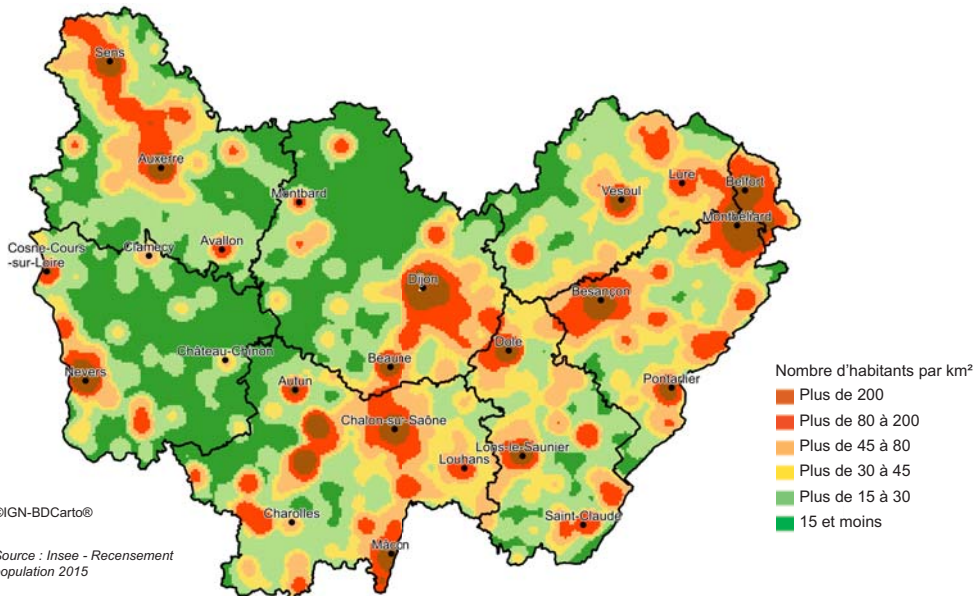 Sens
Auxerre
Montbard
Vesoul
Lure
Belfort
Montbéliard
Cosne-Cours
-sur-Loire
Clamecy
Avallon
Dijon
Besançon
Château-Chinon
Nevers
Autun
Beaune
Dole
Pontarlier
Chalon-sur-Saône
Louhans
Lons-le-Saunier
Charolles
Saint-Claude
Mâcon
Nombre d'habitants par km²
Plus de 200
Plus de 80 à 200
Plus de 45 à 80
Plus de 30 à 45
Plus de 15 à 30
15 et moins
©IGN-BDCarto®
Source : Insee - Recensement
population 2015